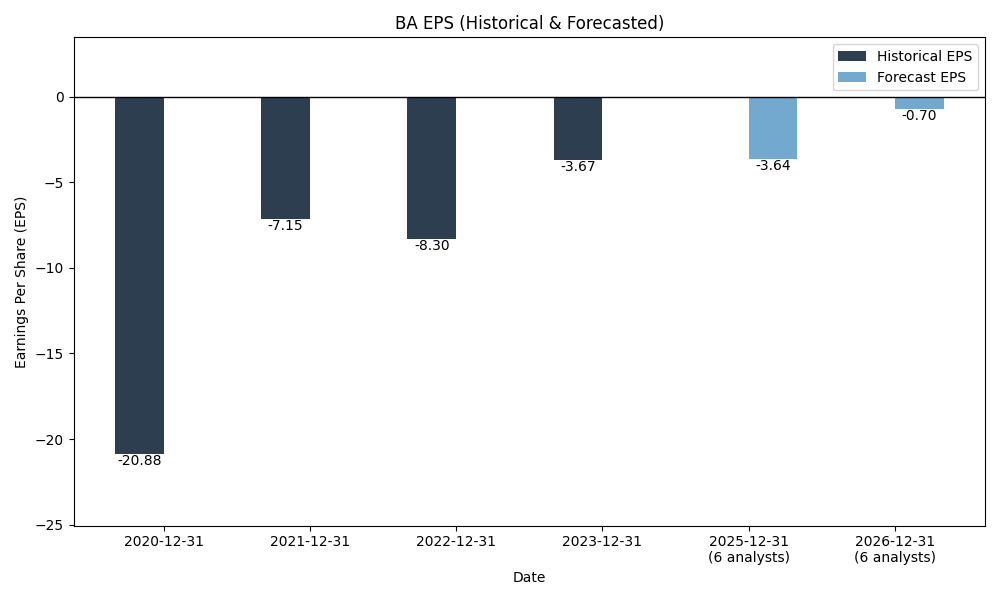 BA EPS (Historical & Forecasted)
Historical EPS
Forecast EPS
Earnings Per Share (EPS)
0
−5
−10
−15
−20
−25
-20.88
-7.15
-8.30
-3.67
-3.64
-0.70
2020-12-31
2021-12-31
2022-12-31
2023-12-31
2025-12-31
(6 analysts)
2026-12-31
(6 analysts)
Date